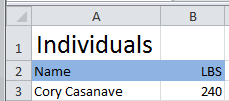 A B
1 Individuals
2 Name LBS
3 Cory Casanave 240